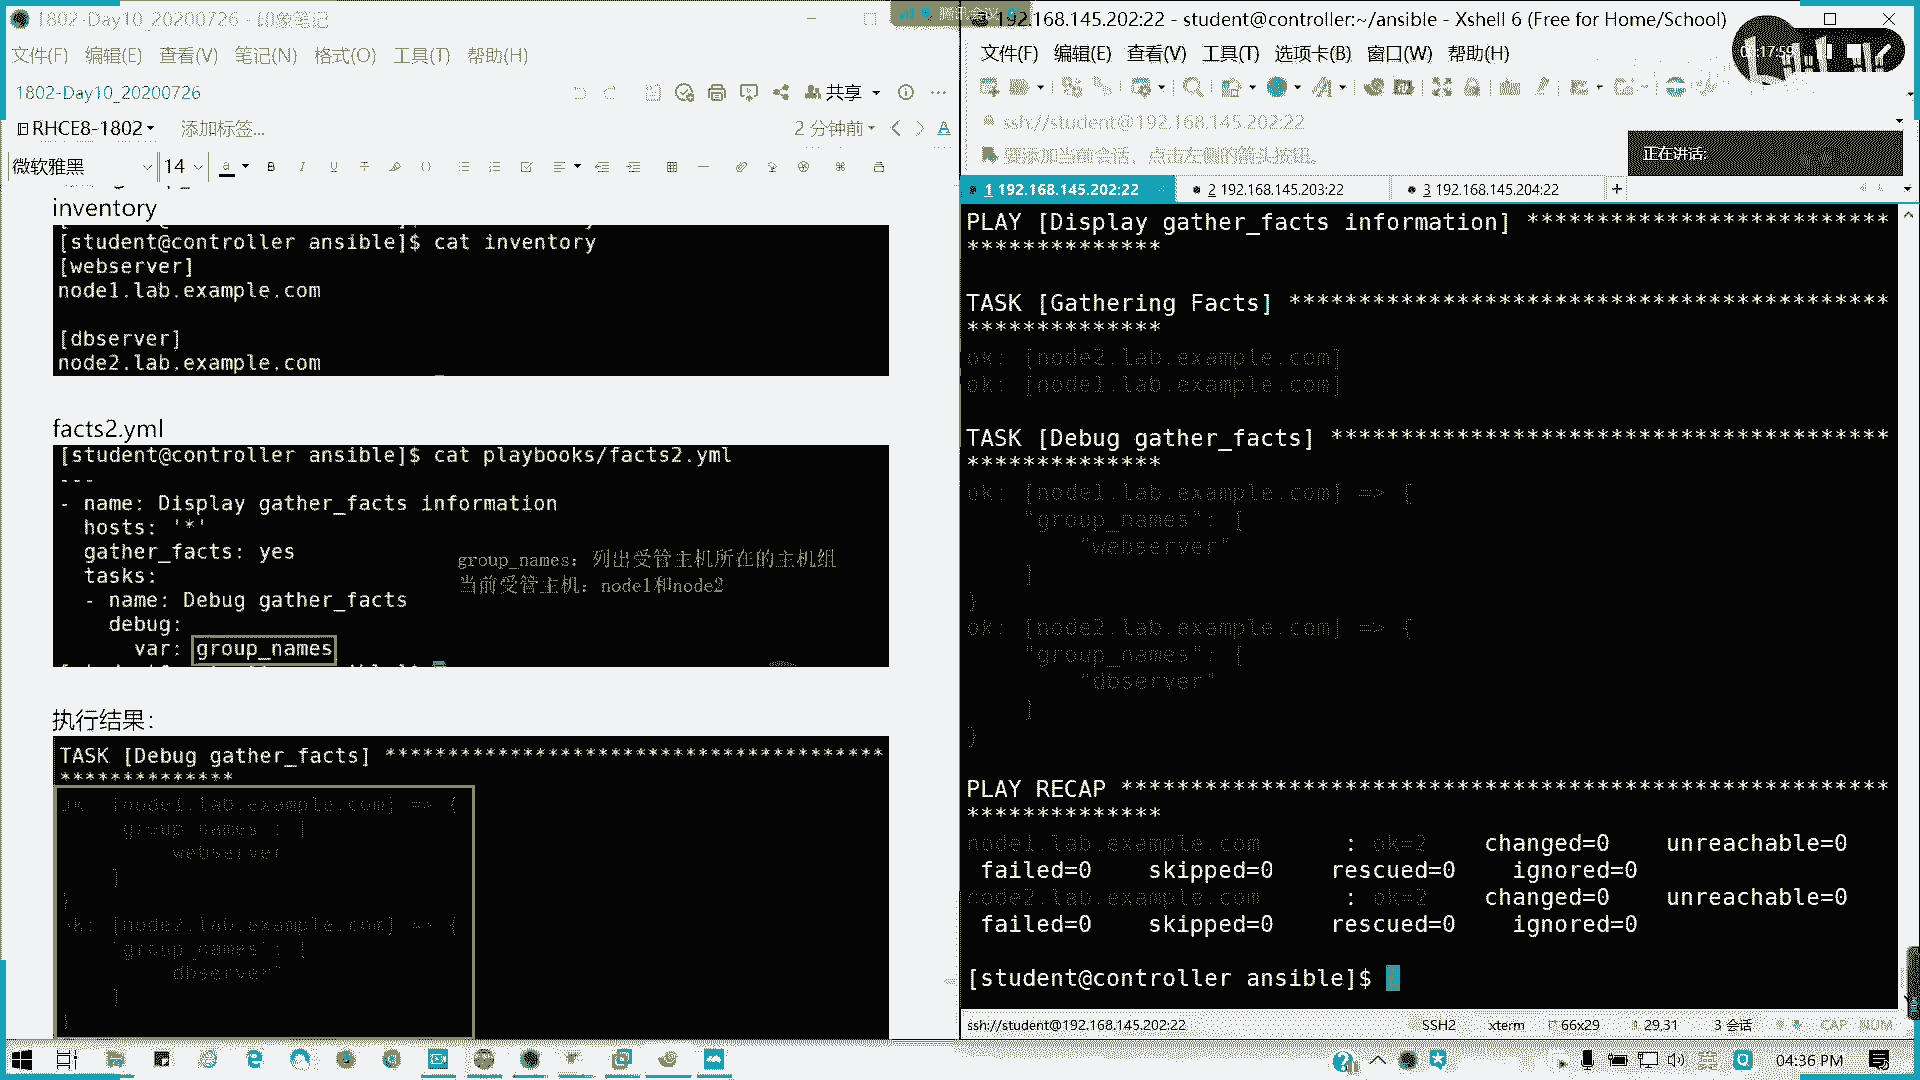 1802-Day10_20200726 - 印象笔记
文件(F) 编辑(E) 查看(V) 笔记(N) 格式(O) 工具(T) 帮助(H)
1802-Day10_20200726
共享
RHCE8-1802
添加标签...
2 分钟前
微软雅黑 14
inventory
[student@controller ansible]$ cat inventory
[webserver]
node1.lab.example.com
[dbserver]
node2.lab.example.com
facts2.yml
[student@controller ansible]$ cat playbooks/facts2.yml
---
- name: Display gather_facts information
hosts: '*'
gather_facts: yes
tasks:
- name: Debug gather_facts
debug:
var: group_names
group_names：列出受管主机所在的主机组
当前受管主机：node1和node2
执行结果：
TASK [Debug gather_facts] ****************************************
**************
ok: [node1.lab.example.com] => {
"group_names": [
"webserver"
]
}
ok: [node2.lab.example.com] => {
"group_names": [
"dbserver"
]
}
腾讯会议
192.168.145.202:22 - student@controller:~/ansible - Xshell 6 (Free for Home/School)
文件(F) 编辑(E) 查看(V) 工具(T) 选项卡(B) 窗口(W) 帮助(H)
17:59
ssh://student@192.168.145.202:22
要添加当前会话，点击左侧的箭头按钮。
正在讲话:
1 192.168.145.202:22
2 192.168.145.203:22
3 192.168.145.204:22
PLAY [Display gather_facts information] **************************
**************
TASK [Gathering Facts] *******************************************
**************
ok: [node2.lab.example.com]
ok: [node1.lab.example.com]
TASK [Debug gather_facts] ****************************************
**************
ok: [node1.lab.example.com] => {
"group_names": [
"webserver"
]
}
ok: [node2.lab.example.com] => {
"group_names": [
"dbserver"
]
}
PLAY RECAP *******************************************************
**************
node1.lab.example.com : ok=2 changed=0 unreachable=0
failed=0 skipped=0 rescued=0 ignored=0
node2.lab.example.com : ok=2 changed=0 unreachable=0
failed=0 skipped=0 rescued=0 ignored=0
[student@controller ansible]$
ssh://student@192.168.145.202:22 SSH2 xterm 66x29 29,31 3 会话 CAP NUM
英 04:36 PM